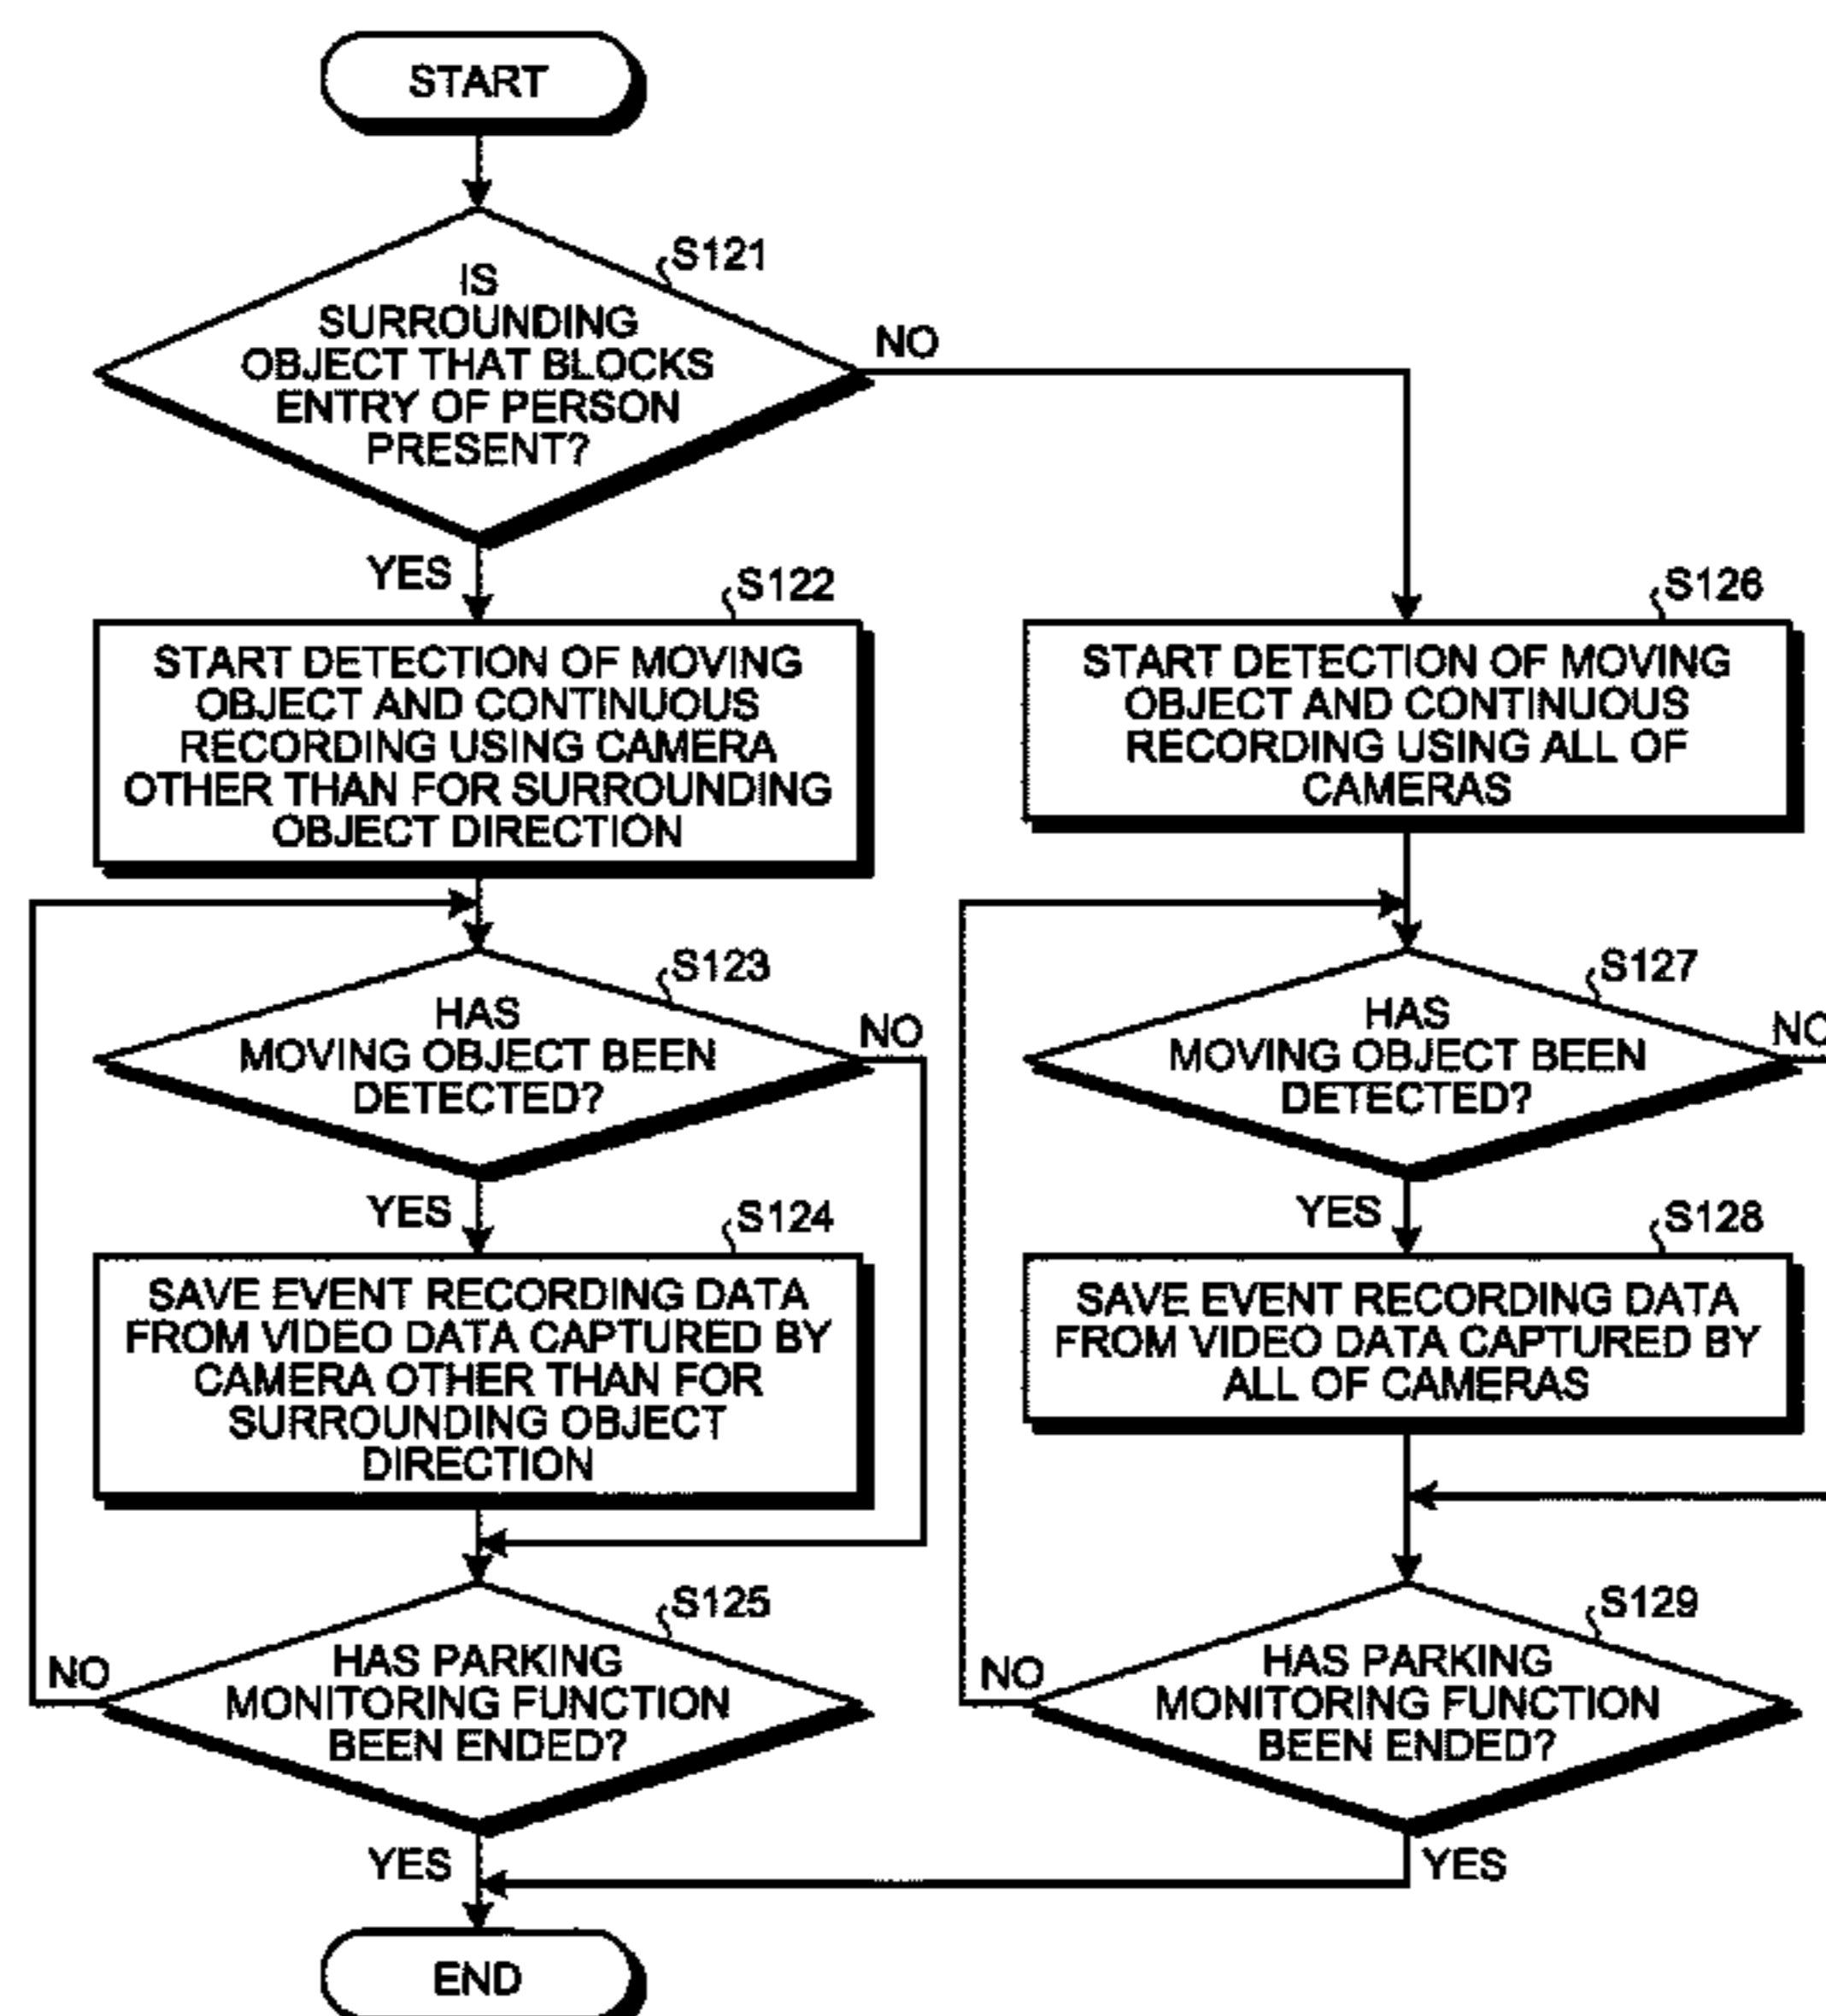 START
S121
IS
SURROUNDING
OBJECT THAT BLOCKS
ENTRY OF PERSON
PRESENT?
NO
YES
S122
START DETECTION OF MOVING
OBJECT AND CONTINUOUS
RECORDING USING CAMERA
OTHER THAN FOR SURROUNDING
OBJECT DIRECTION
S123
HAS
MOVING OBJECT BEEN
DETECTED?
NO
YES
S124
SAVE EVENT RECORDING DATA
FROM VIDEO DATA CAPTURED BY
CAMERA OTHER THAN FOR
SURROUNDING OBJECT
DIRECTION
S125
HAS PARKING
MONITORING FUNCTION
BEEN ENDED?
NO
YES
S126
START DETECTION OF MOVING
OBJECT AND CONTINUOUS
RECORDING USING ALL OF
CAMERAS
S127
HAS
MOVING OBJECT BEEN
DETECTED?
NO
YES
S128
SAVE EVENT RECORDING DATA
FROM VIDEO DATA CAPTURED BY
ALL OF CAMERAS
S129
HAS PARKING
MONITORING FUNCTION
BEEN ENDED?
NO
YES
END